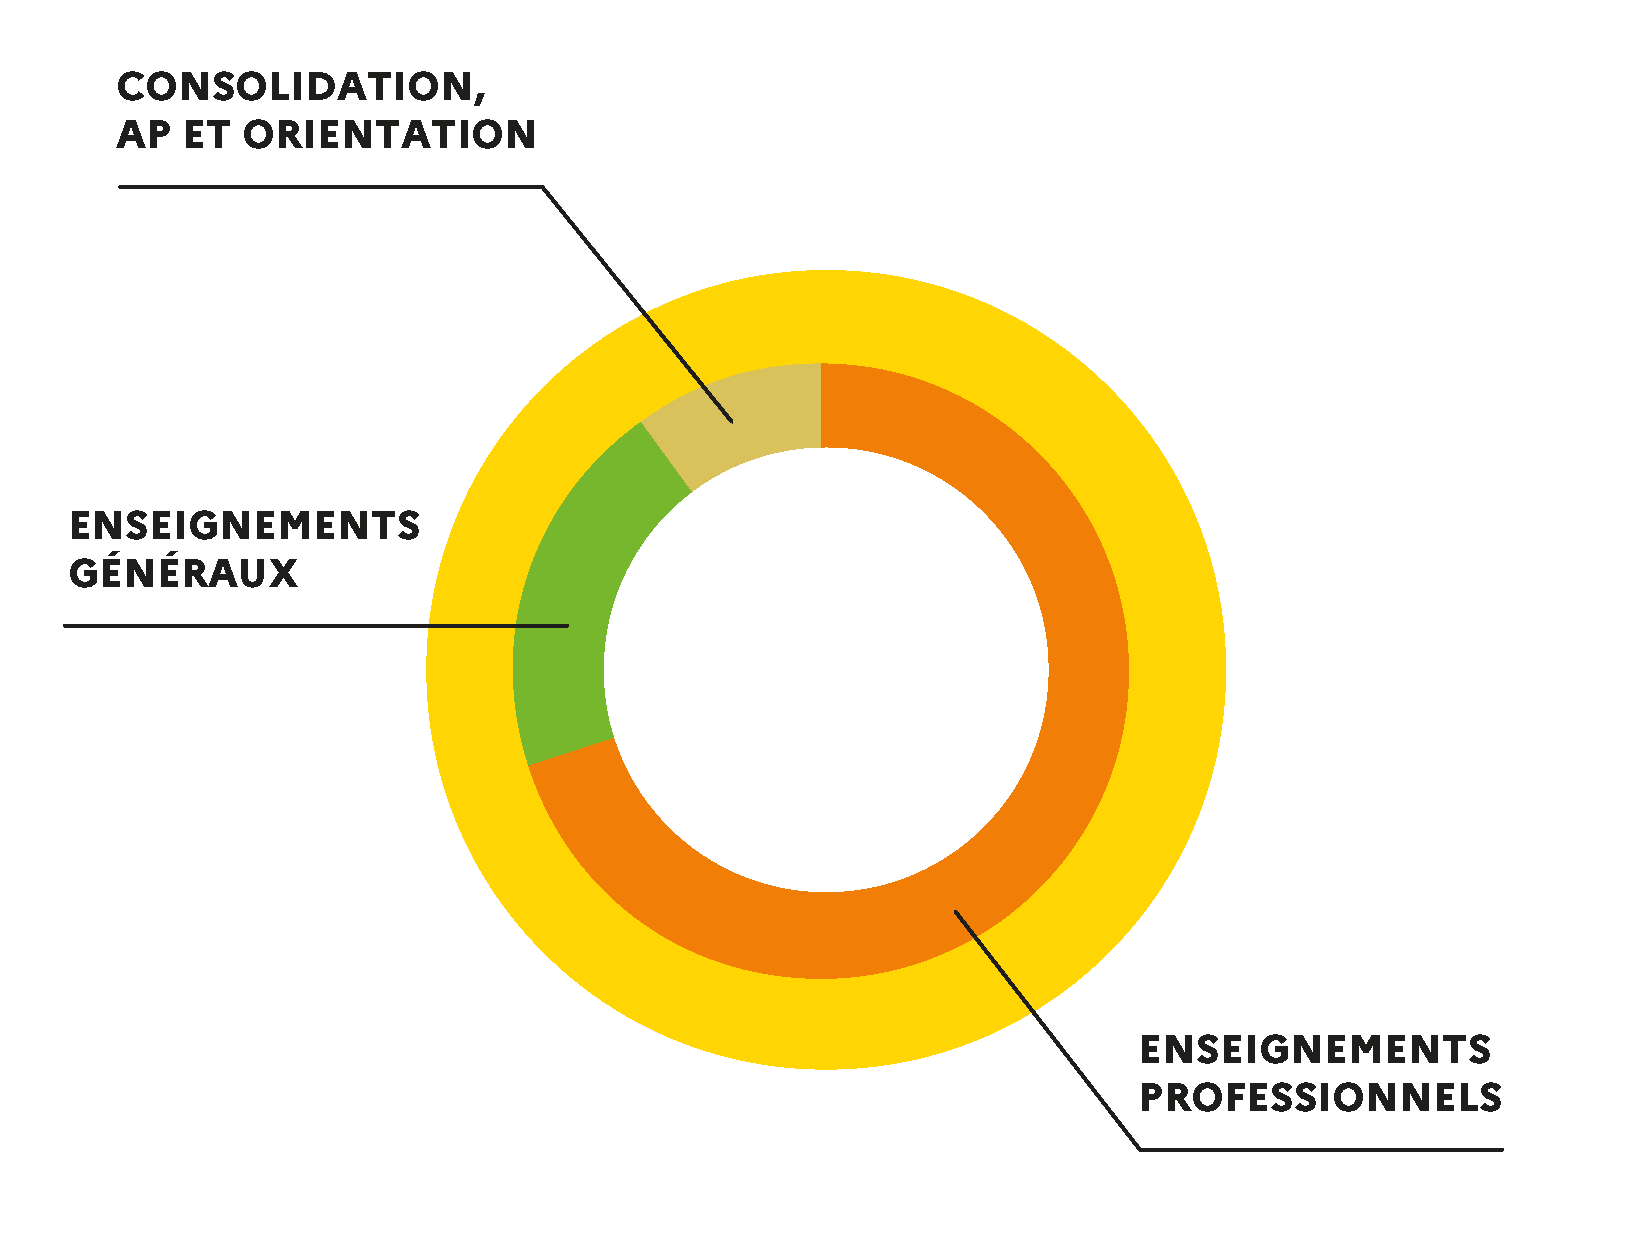 CONSOLIDATION,
AP ET ORIENTATION
ENSEIGNEMENTS
GÉNÉRAUX
ENSEIGNEMENTS
PROFESSIONNELS